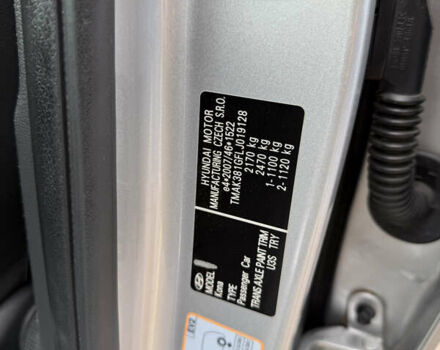 HYUNDAI MOTOR
MANUFACTURING CZECH S.R.O.
e4*2007/46*1522
TMAK381GFLJ019128
2170 kg
2470 kg
1-1100 kg
2-1120 kg
MODEL
Kona
TYPE
Passenger Car
TRANS AXLE PAINT TRIM
U3S TRY